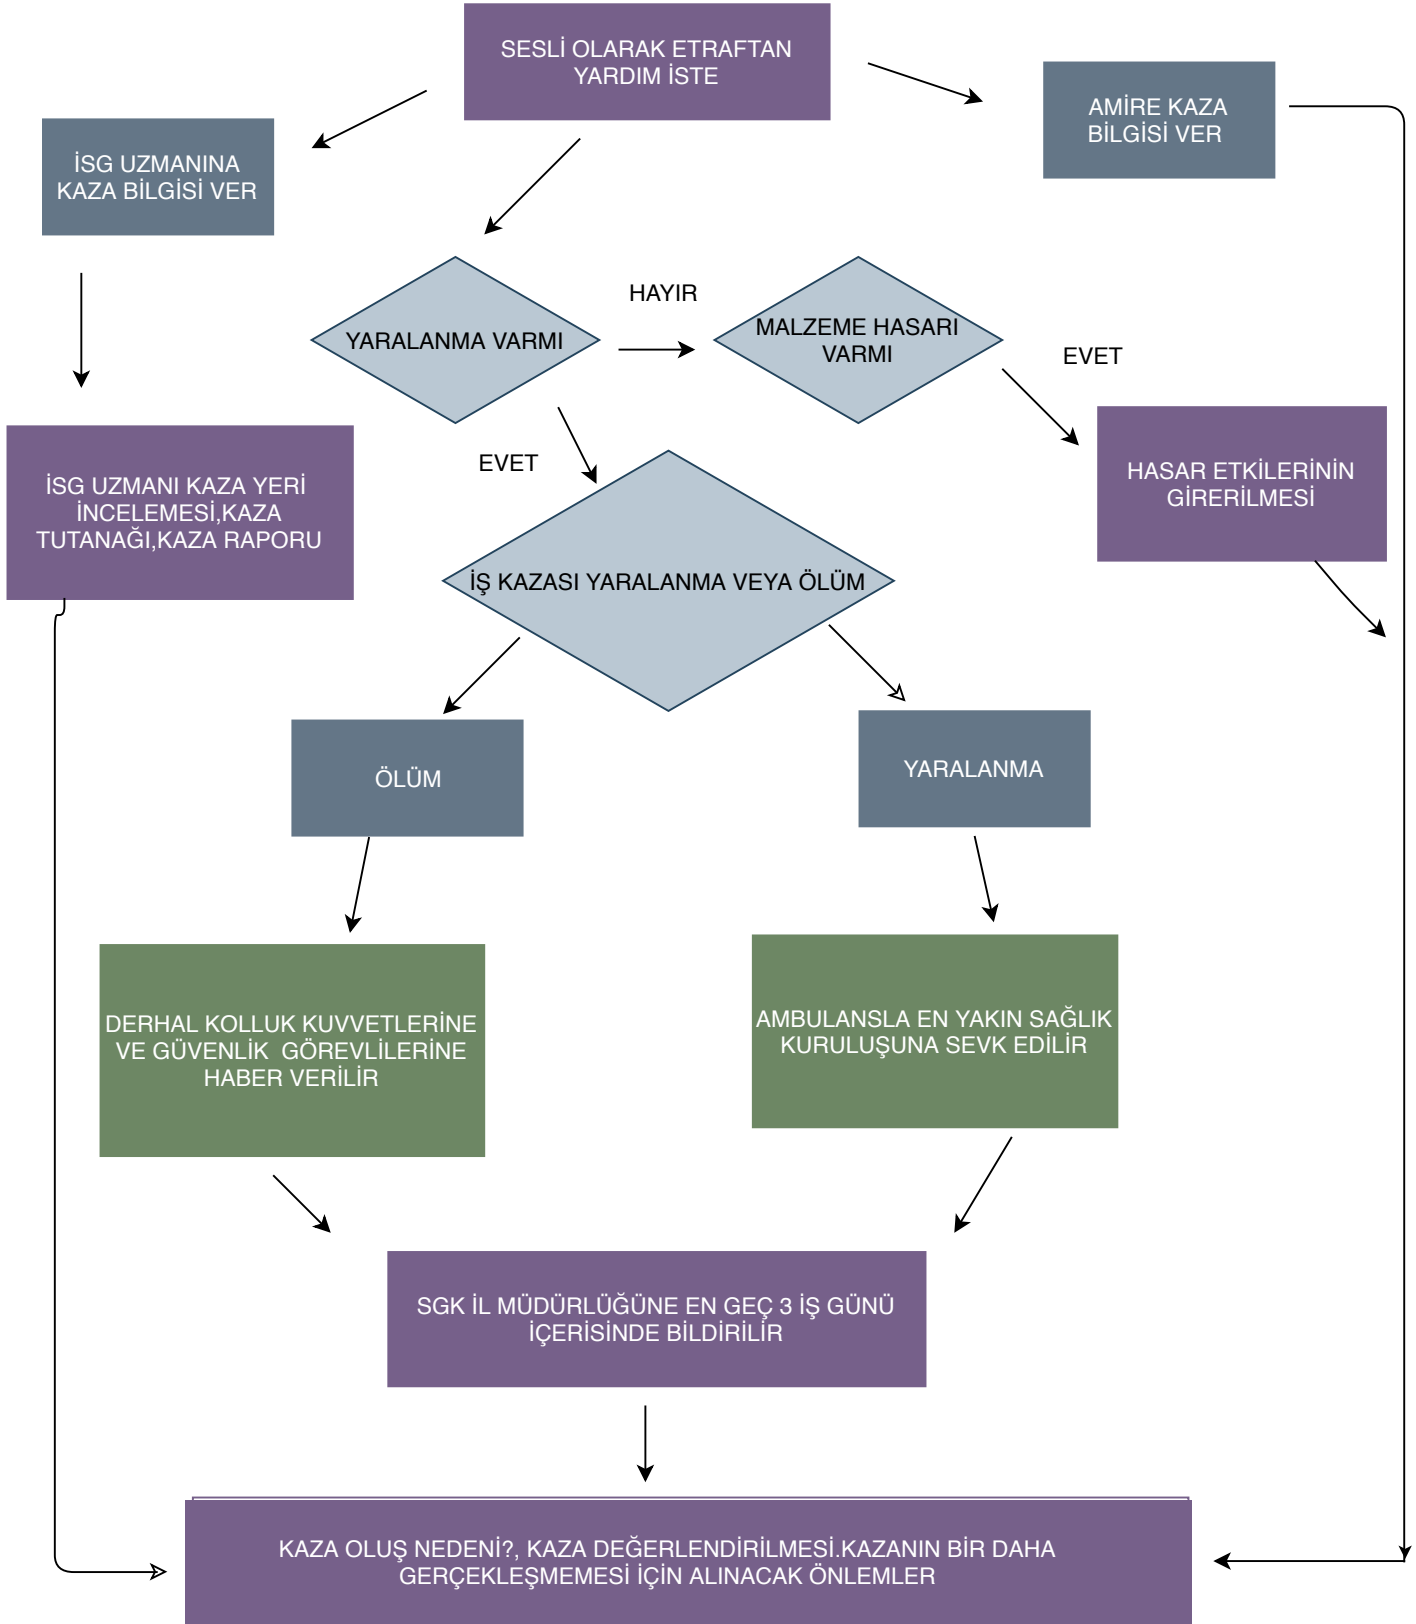 SESLİ OLARAK ETRAFTAN
YARDIM İSTE
AMİRE KAZA
BİLGİSİ VER
İSG UZMANINA
KAZA BİLGİSİ VER
HAYIR
YARALANMA VARMI
MALZEME HASARI
VARMI
EVET
EVET
HASAR ETKİLERİNİN
GİRERİLMESİ
İSG UZMANI KAZA YERİ
İNCELEMESİ,KAZA
TUTANAĞI,KAZA RAPORU
İŞ KAZASI YARALANMA VEYA ÖLÜM
ÖLÜM
YARALANMA
DERHAL KOLLUK KUVVETLERİNE
VE GÜVENLİK GÖREVLİLERİNE
HABER VERİLİR
AMBULANSLA EN YAKIN SAĞLIK
KURULUŞUNA SEVK EDİLİR
SGK İL MÜDÜRLÜĞÜNE EN GEÇ 3 İŞ GÜNÜ
İÇERİSİNDE BİLDİRİLİR
KAZA OLUŞ NEDENİ?, KAZA DEĞERLENDİRİLMESİ.KAZANIN BİR DAHA
GERÇEKLEŞMEMESİ İÇİN ALINACAK ÖNLEMLER